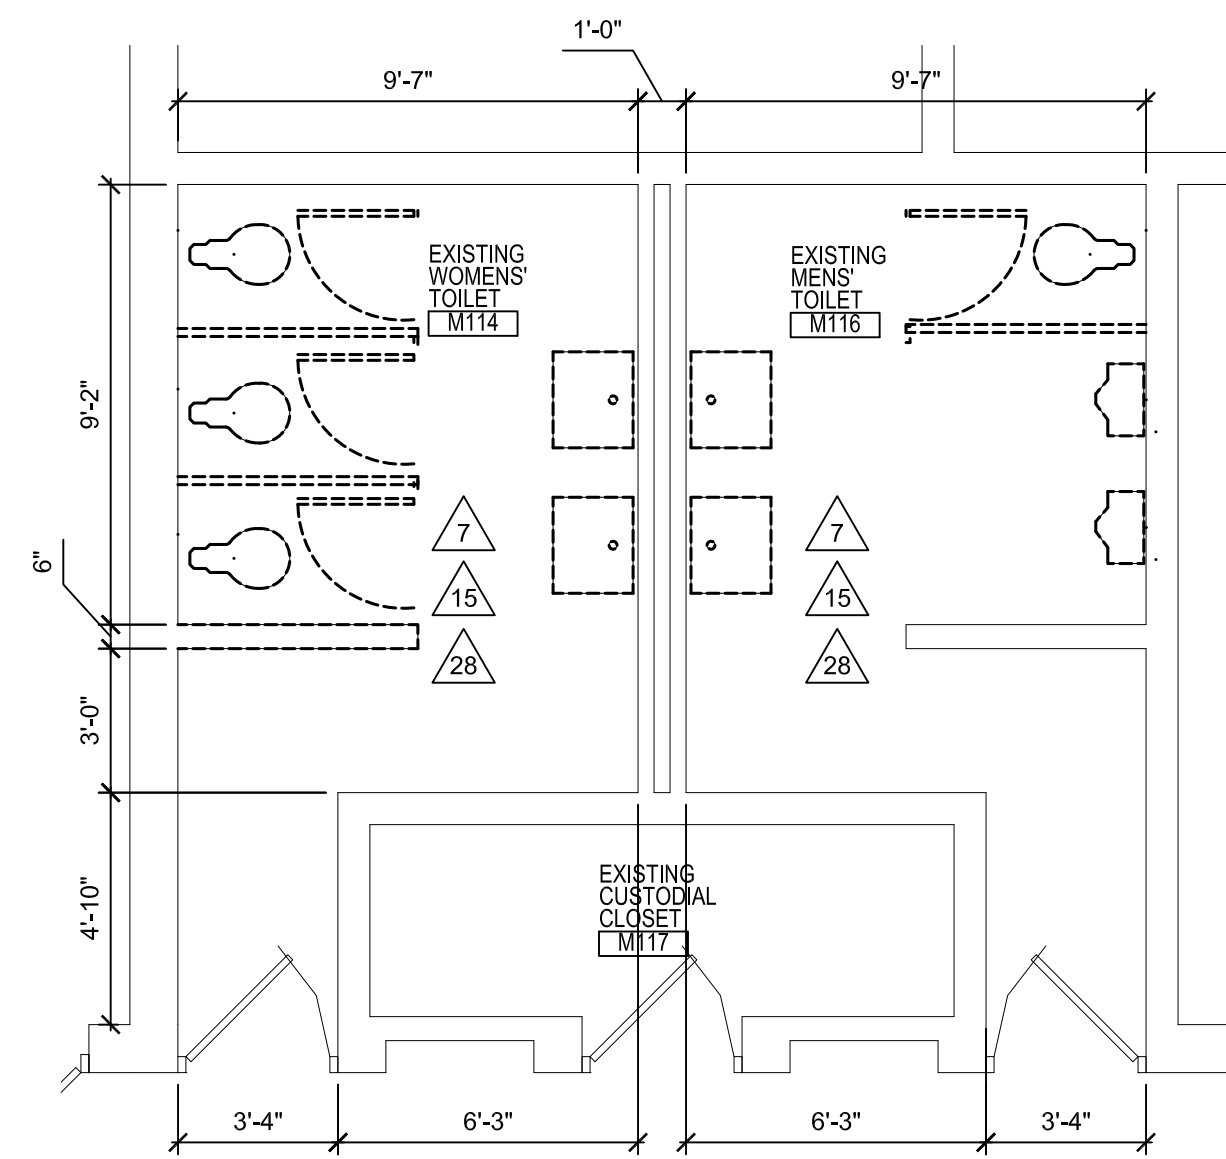 1'-0"
9'-7"
9'-7"
EXISTING
WOMENS'
TOILET
M114
EXISTING
MENS'
TOILET
M116
9'-2"
7
15
28
7
15
28
6"
3'-0"
4'-10"
EXISTING
CUSTODIAL
CLOSET
M117
3'-4"
6'-3"
6'-3"
3'-4"